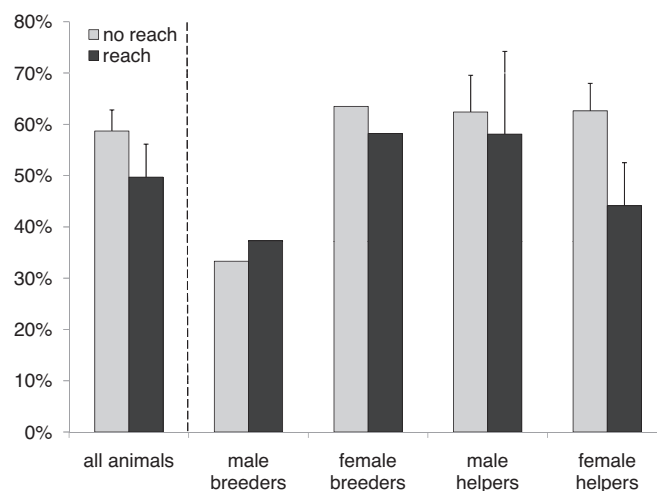 80%
70%
60%
50%
40%
30%
20%
10%
0%
no reach
reach
all animals
male
breeders
female
breeders
male
helpers
female
helpers